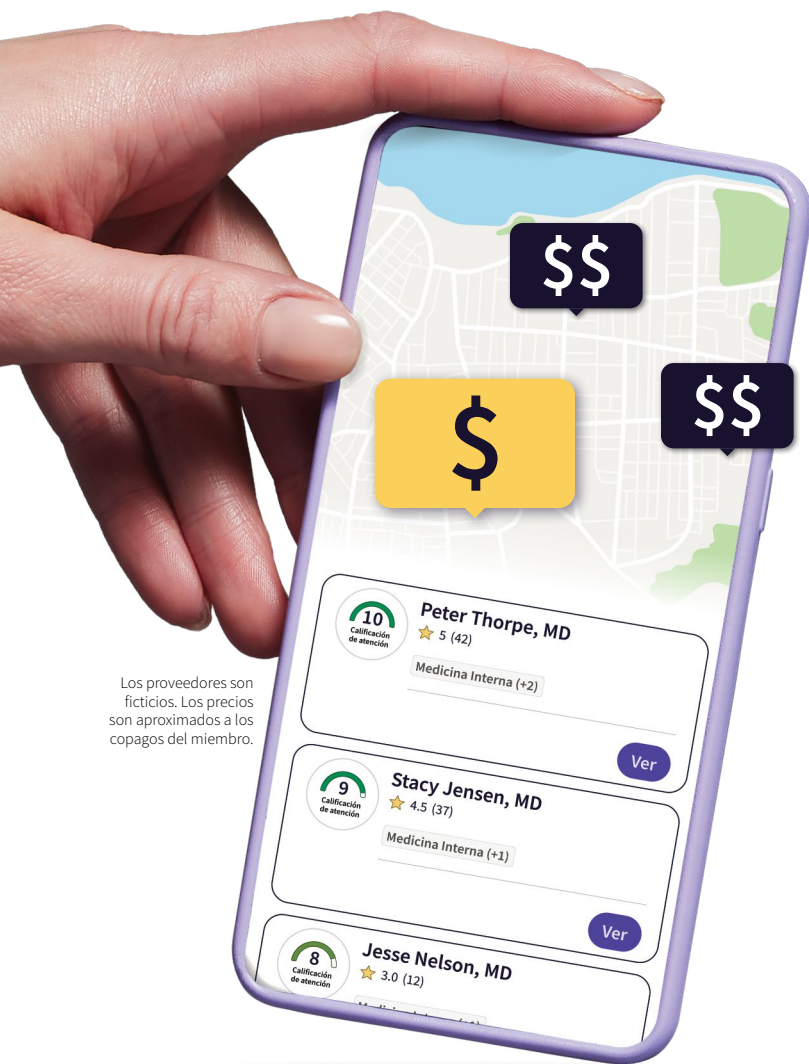 $$
$$
$
10
Calificación
de atención
Peter Thorpe, MD
5 (42)
Medicina Interna (+2)
Ver
Los proveedores son
ficticios. Los precios
son aproximados a los
copagos del miembro.
9
Calificación
de atención
Stacy Jensen, MD
4.5 (37)
Medicina Interna (+1)
Ver
8
Calificación
de atención
Jesse Nelson, MD
3.0 (12)